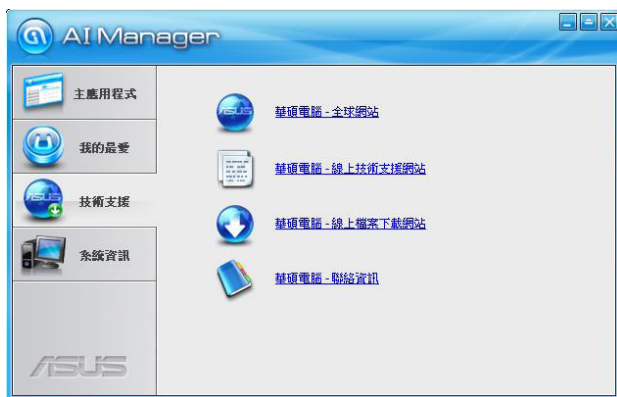 AI Manager
主應用程式
我的最愛
技術支援
系統資訊
ASUS
華碩電腦 - 全球網站
華碩電腦 - 線上技術支援網站
華碩電腦 - 線上檔案下載網站
華碩電腦 - 聯絡資訊
ASUS